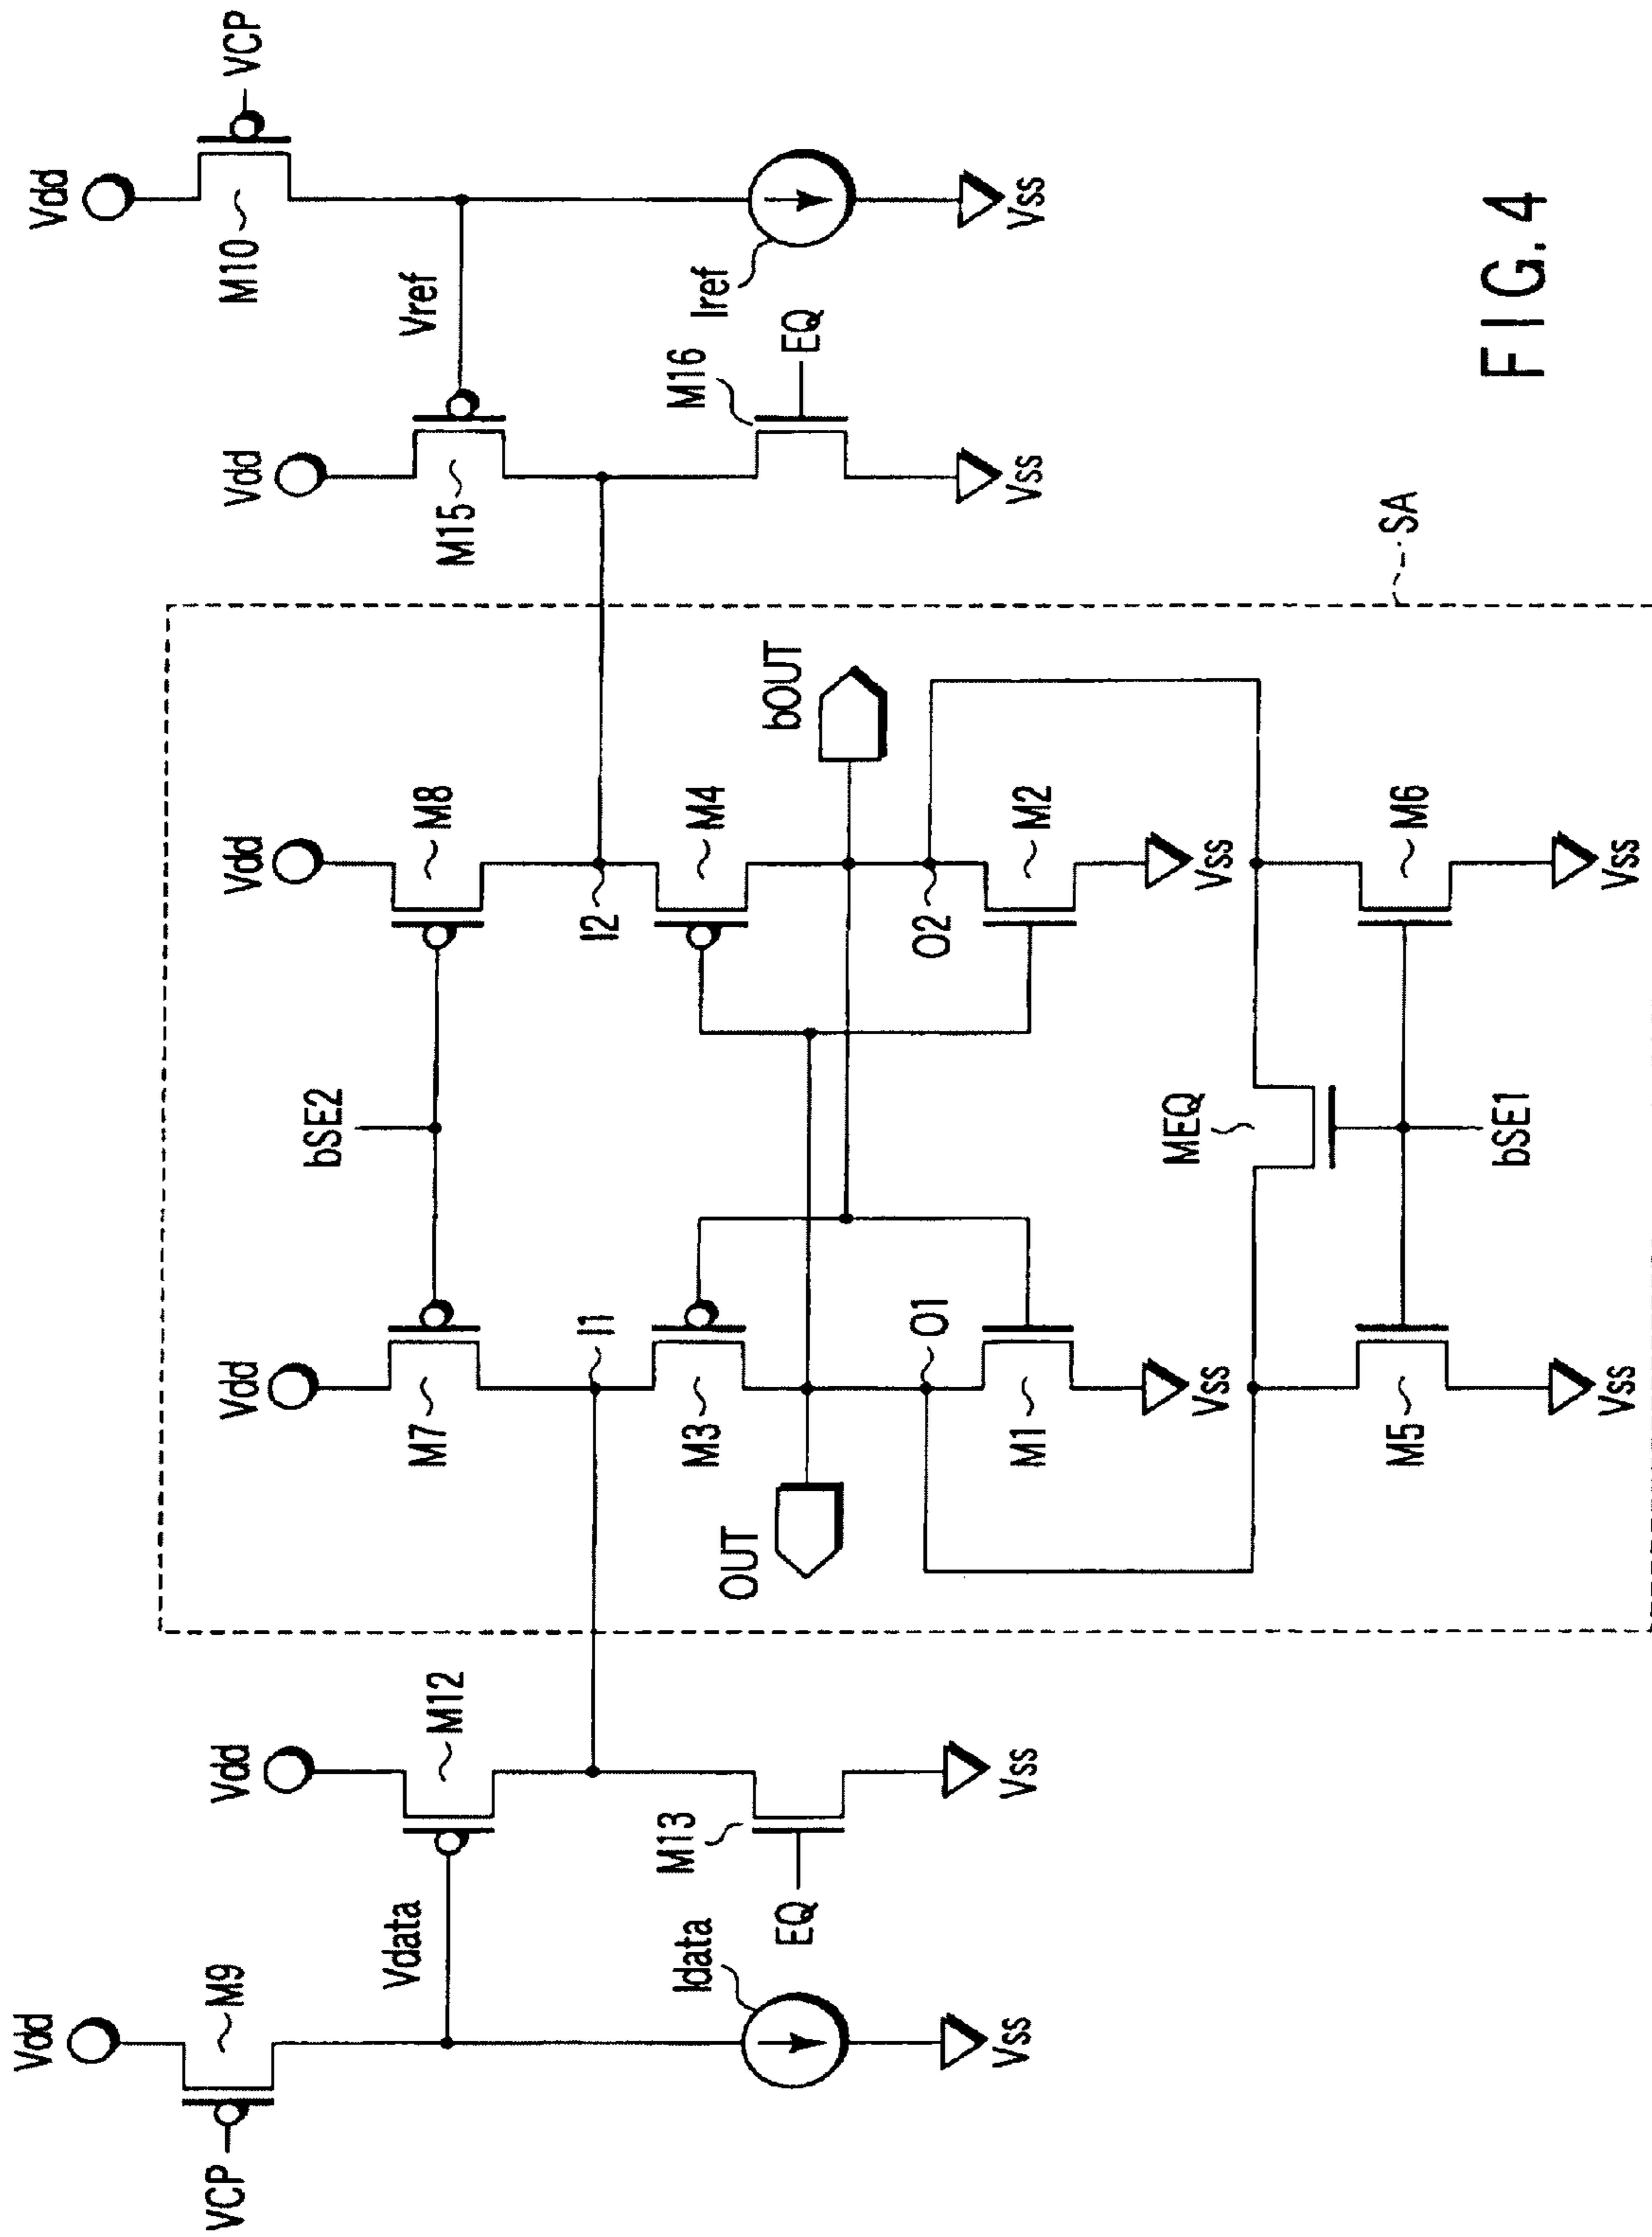 Vdd
Vdd
M9
M10
VCP
VCP
Vdd
Vdd
Vdd
Vdd
M12
M7
bSE2
M8
M15
Vdata
Vref
I1
I2
M3
M4
Idata
M13
EQ
OUT
bOUT
M16
EQ
Iref
O1
O2
M1
M2
Vss
Vss
Vss
Vss
Vss
Vss
MEQ
M5
M6
bSE1
Vss
Vss
SA
FIG. 4